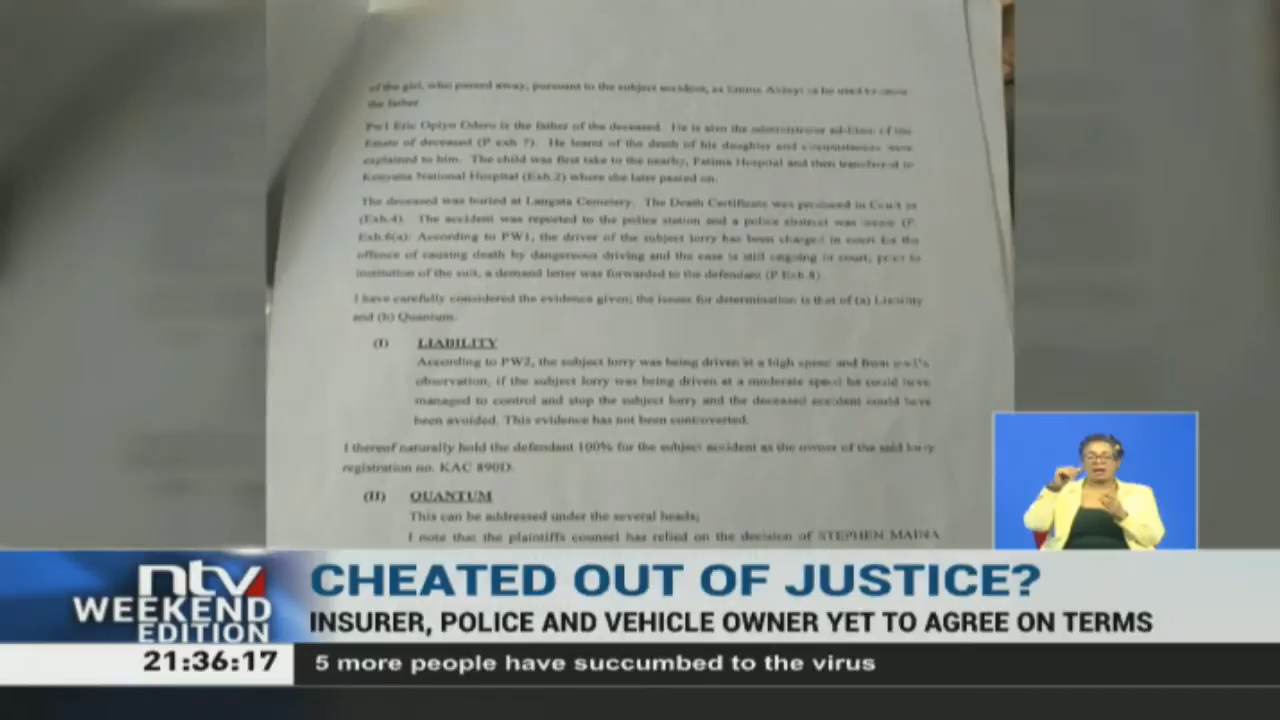 of the girl, who passed away, pursuant to the subject accident, as
the father
Pw1 Eric Opiyo Odero is the father of the deceased. He is also the administrator ad-litem of the
Estate of deceased (P exh 7). He learnt of the death of his daughter and circumstances were
explained to him. The child was first take to the nearby, Fatima Hospital and then transferred to
Kenyatta National Hospital (Exh.2) where she later passed on.
The deceased was buried at Langata Cemetery. The Death Certificate was produced in Court as
(Exh.4). The accident was reported to the police station and a police abstract was issued (P.
Exh.6(a). According to PW1, the driver of the subject lorry has been charged in court for the
offence of causing death by dangerous driving and the case is still ongoing in court, prior to
institution of the suit, a demand letter was forwarded to the defendant (P Exh.8)
I have carefully considered the evidence given; the issues for determination is that of (a) Liability
and (b) Quantum.
(I) LIABILITY
According to PW2, the subject lorry was being driven at a high speed and from pw1's
observation, if the subject lorry was being driven at a moderate speed he could have
managed to control and stop the subject lorry and the deceased accident could have
been avoided. This evidence has not been controverted.
I thereof naturally hold the defendant 100% for the subject accident as the owner of the said lorry
registration no. KAC 890D.
(II) QUANTUM
This can be addressed under the several heads;
I note that the plaintiffs counsel has relied on the decision of STEPHEN MAINA
ntv
WEEKEND
EDITION
21:36:17
CHEATED OUT OF JUSTICE?
INSURER, POLICE AND VEHICLE OWNER YET TO AGREE ON TERMS
5 more people have succumbed to the virus